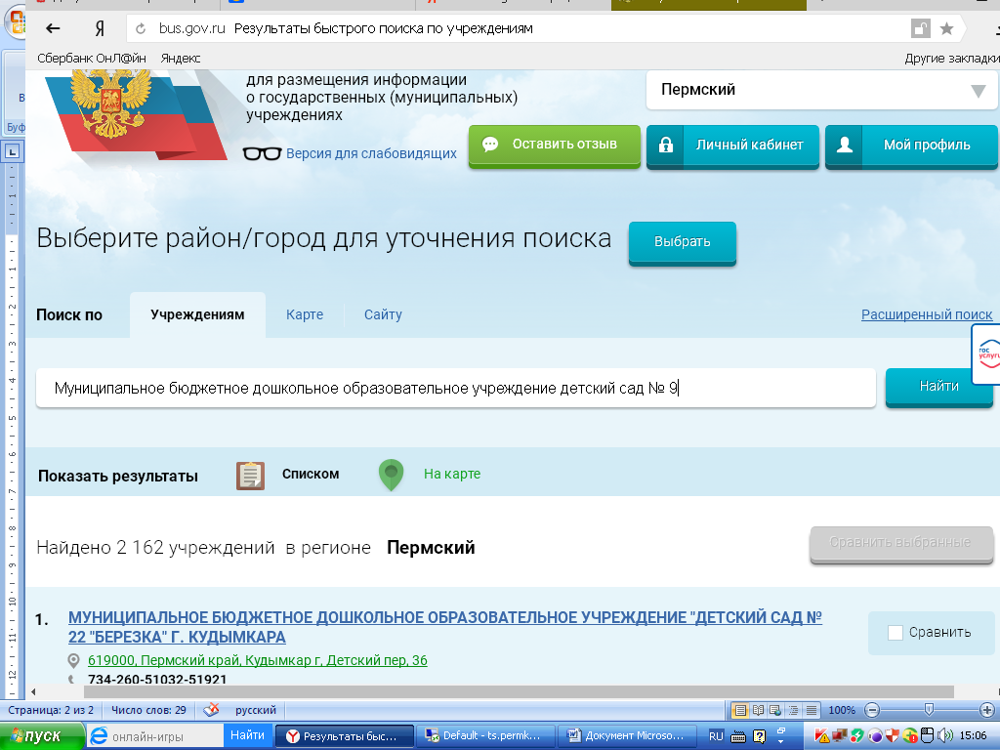 bus.gov.ru Результаты быстрого поиска по учреждениям
Сбербанк ОнЛ@йн Яндекс Другие закладки
для размещения информации
о государственных (муниципальных)
учреждениях
Пермский
Версия для слабовидящих
Оставить отзыв
Личный кабинет
Мой профиль
Выберите район/город для уточнения поиска
Выбрать
Поиск по Учреждениям Карте Сайту Расширенный поиск
гос
услуги
Муниципальное бюджетное дошкольное образовательное учреждение детский сад № 9
Найти
Показать результаты Списком На карте
Найдено 2 162 учреждений в регионе Пермский
Сравнить выбранные
1. МУНИЦИПАЛЬНОЕ БЮДЖЕТНОЕ ДОШКОЛЬНОЕ ОБРАЗОВАТЕЛЬНОЕ УЧРЕЖДЕНИЕ "ДЕТСКИЙ САД №
22 "БЕРЕЗКА" Г. КУДЫМКАРА
Сравнить
619000, Пермский край, Кудымкар г, Детский пер, 36
734-260-51032-51921
Страница: 2 из 2 Число слов: 29 русский 100%
пуск онлайн-игры Найти Результаты быс... Default - ts.permk... Документ Microso... RU 15:06